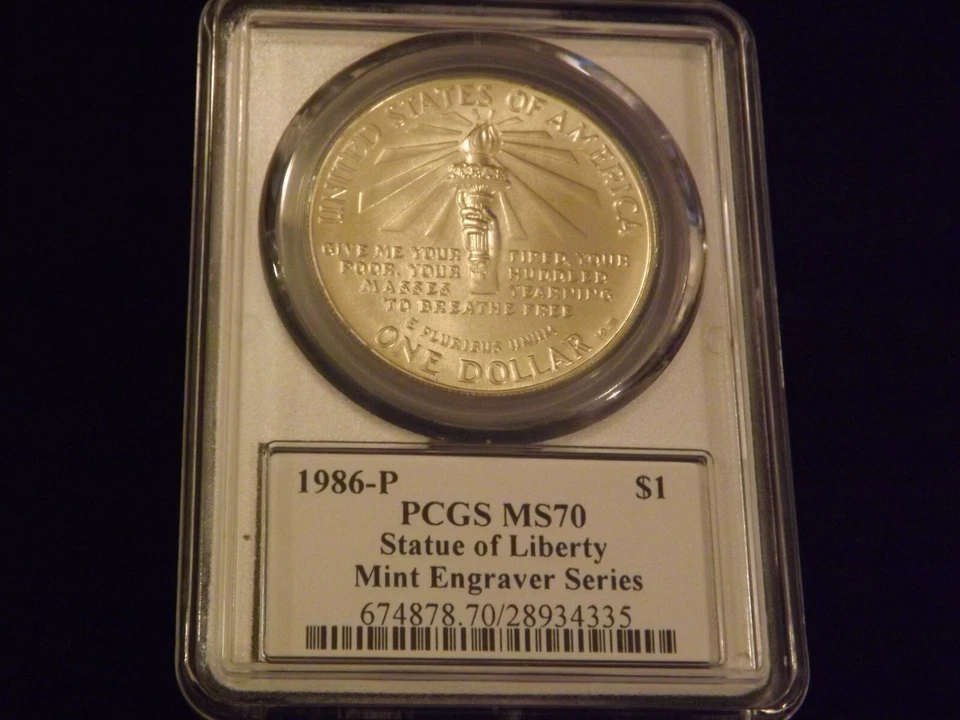 UNITED STATES OF AMERICA
GIVE ME YOUR TIRED, YOUR
POOR, YOUR HUDDLED
MASSES YEARNING
TO BREATHE FREE
E PLURIBUS UNUM
ONE DOLLAR
1986-P $1
PCGS MS70
Statue of Liberty
Mint Engraver Series
674878.70/28934335